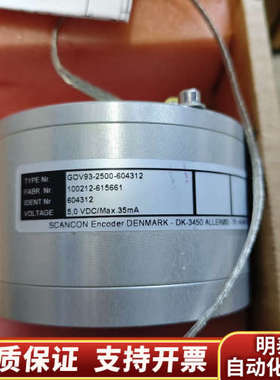 TYPE Nr GOV93-2500-604312
FABR. Nr 100212-615661
IDENT Nr 604312
VOLTAGE 5,0 VDC/Max.35mA
SCANCON Encoder DENMARK - DK-3450 ALLERØD
质保证 支持开票
明
自动化